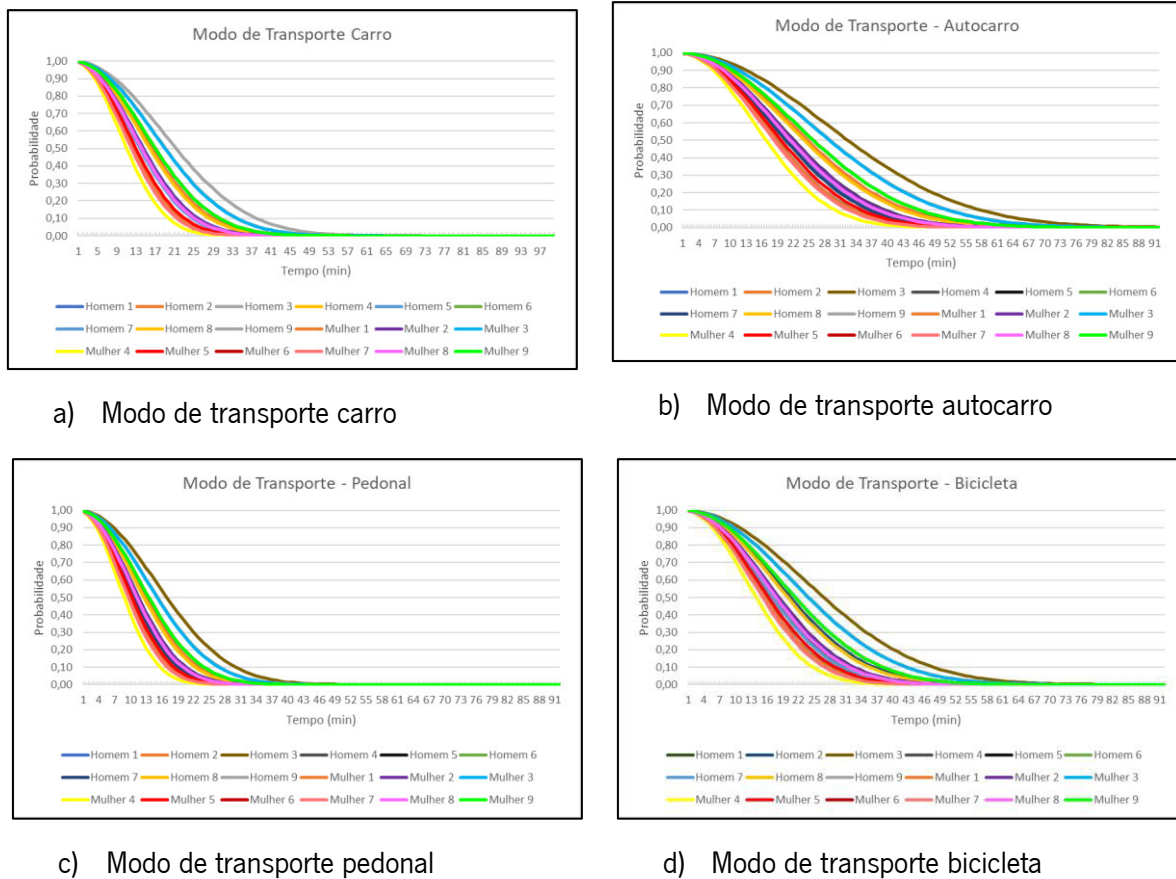 Modo de Transporte Carro
1,00
0,90
0,80
0,70
0,60
0,50
0,40
0,30
0,20
0,10
0,00
Probabilidade
1 5 9 13 17 21 25 29 33 37 41 45 49 53 57 61 65 69 73 77 81 85 89 93 97
Tempo (min)
Homem 1 Homem 2 Homem 3 Homem 4 Homem 5 Homem 6
Homem 7 Homem 8 Homem 9 Mulher 1 Mulher 2 Mulher 3
Mulher 4 Mulher 5 Mulher 6 Mulher 7 Mulher 8 Mulher 9
a) Modo de transporte carro
Modo de Transporte - Autocarro
1,00
0,90
0,80
0,70
0,60
0,50
0,40
0,30
0,20
0,10
0,00
Probabilidade
1 4 7 10 13 16 19 22 25 28 31 34 37 40 43 46 49 52 55 58 61 64 67 70 73 76 79 82 85 88 91
Tempo (min)
Homem 1 Homem 2 Homem 3 Homem 4 Homem 5 Homem 6
Homem 7 Homem 8 Homem 9 Mulher 1 Mulher 2 Mulher 3
Mulher 4 Mulher 5 Mulher 6 Mulher 7 Mulher 8 Mulher 9
b) Modo de transporte autocarro
Modo de Transporte - Pedonal
1,00
0,90
0,80
0,70
0,60
0,50
0,40
0,30
0,20
0,10
0,00
Probabilidade
1 4 7 10 13 16 19 22 25 28 31 34 37 40 43 46 49 52 55 58 61 64 67 70 73 76 79 82 85 88 91
Tempo (min)
Homem 1 Homem 2 Homem 3 Homem 4 Homem 5 Homem 6
Homem 7 Homem 8 Homem 9 Mulher 1 Mulher 2 Mulher 3
Mulher 4 Mulher 5 Mulher 6 Mulher 7 Mulher 8 Mulher 9
c) Modo de transporte pedonal
Modo de Transporte - Bicicleta
1,00
0,90
0,80
0,70
0,60
0,50
0,40
0,30
0,20
0,10
0,00
Probabilidade
1 4 7 10 13 16 19 22 25 28 31 34 37 40 43 46 49 52 55 58 61 64 67 70 73 76 79 82 85 88 91
Tempo (min)
Homem 1 Homem 2 Homem 3 Homem 4 Homem 5 Homem 6
Homem 7 Homem 8 Homem 9 Mulher 1 Mulher 2 Mulher 3
Mulher 4 Mulher 5 Mulher 6 Mulher 7 Mulher 8 Mulher 9
d) Modo de transporte bicicleta